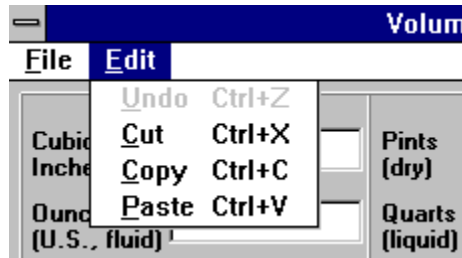 Volum
File Edit
Undo Ctrl+Z
Cut Ctrl+X
Copy Ctrl+C
Paste Ctrl+V
Cubic
Inche
Pints
(dry)
Ounc
(U.S., fluid)
Quarts
(liquid)